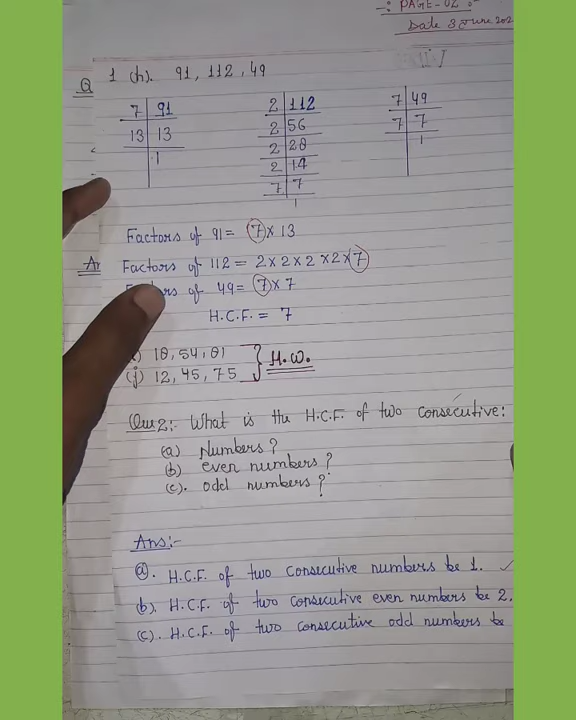 -: PAGE-02 :-
Date 3 June 202
Q 1 (h). 91, 112, 49
7 91
13 13
1
2 112
2 56
2 28
2 14
7 7
1
7 49
7 7
1
Factors of 91 = 7 × 13
An Factors of 112 = 2 × 2 × 2 × 2 × 7
Factors of 49 = 7 × 7
H.C.F. = 7
) 18, 54, 81
(j) 12, 45, 75 } H.W.
Que2:- What is the H.C.F. of two consecutive:
(a) Numbers?
(b) even numbers?
(c). odd numbers?
Ans:-
(a). H.C.F. of two consecutive numbers be 1. ✓
(b). H.C.F. of two consecutive even numbers be 2.
(c). H.C.F. of two consecutive odd numbers be